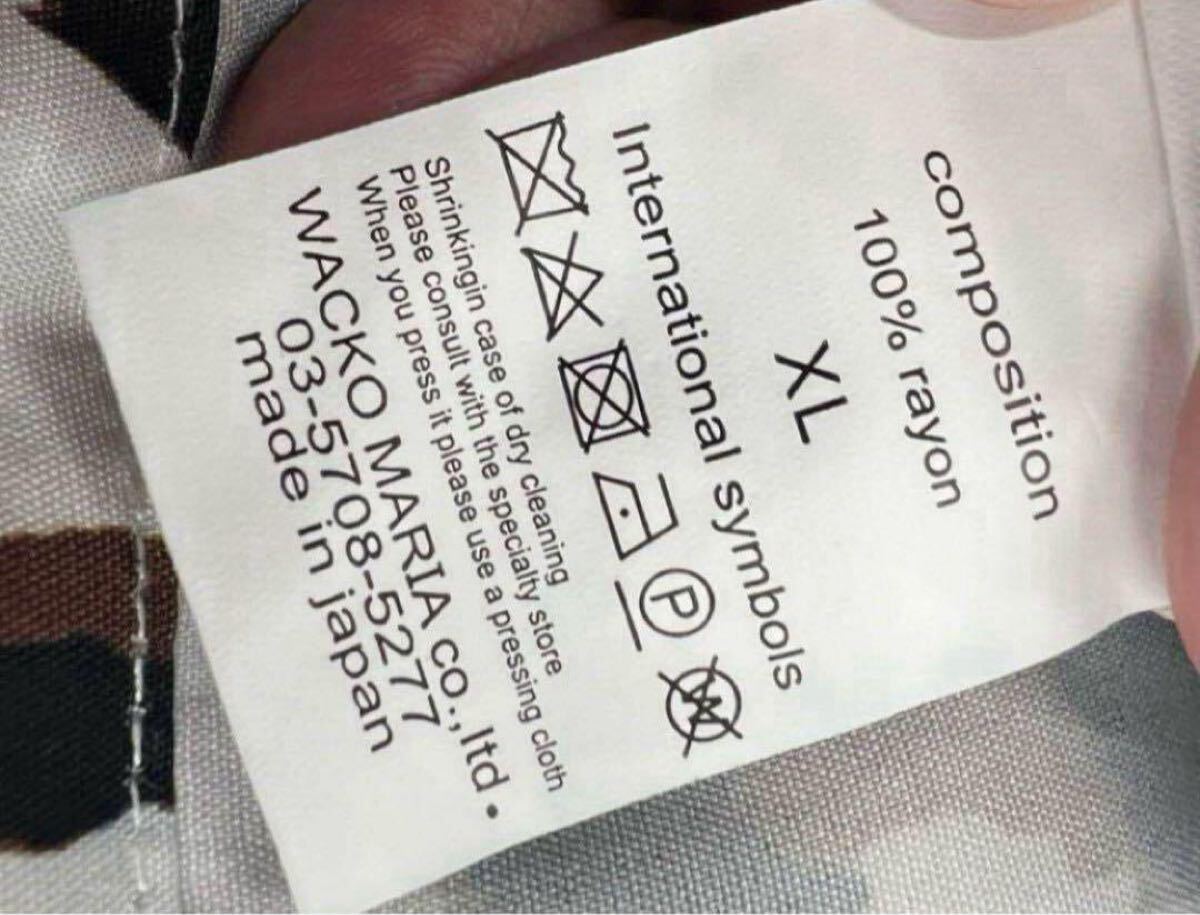 composition
100% rayon
XL
International symbols
P W
Shrinkingin case of dry cleaning
Please consult with the specialty store
When you press it please use a pressing cloth
WACKO MARIA co.,ltd.
03-5708-5277
made in japan